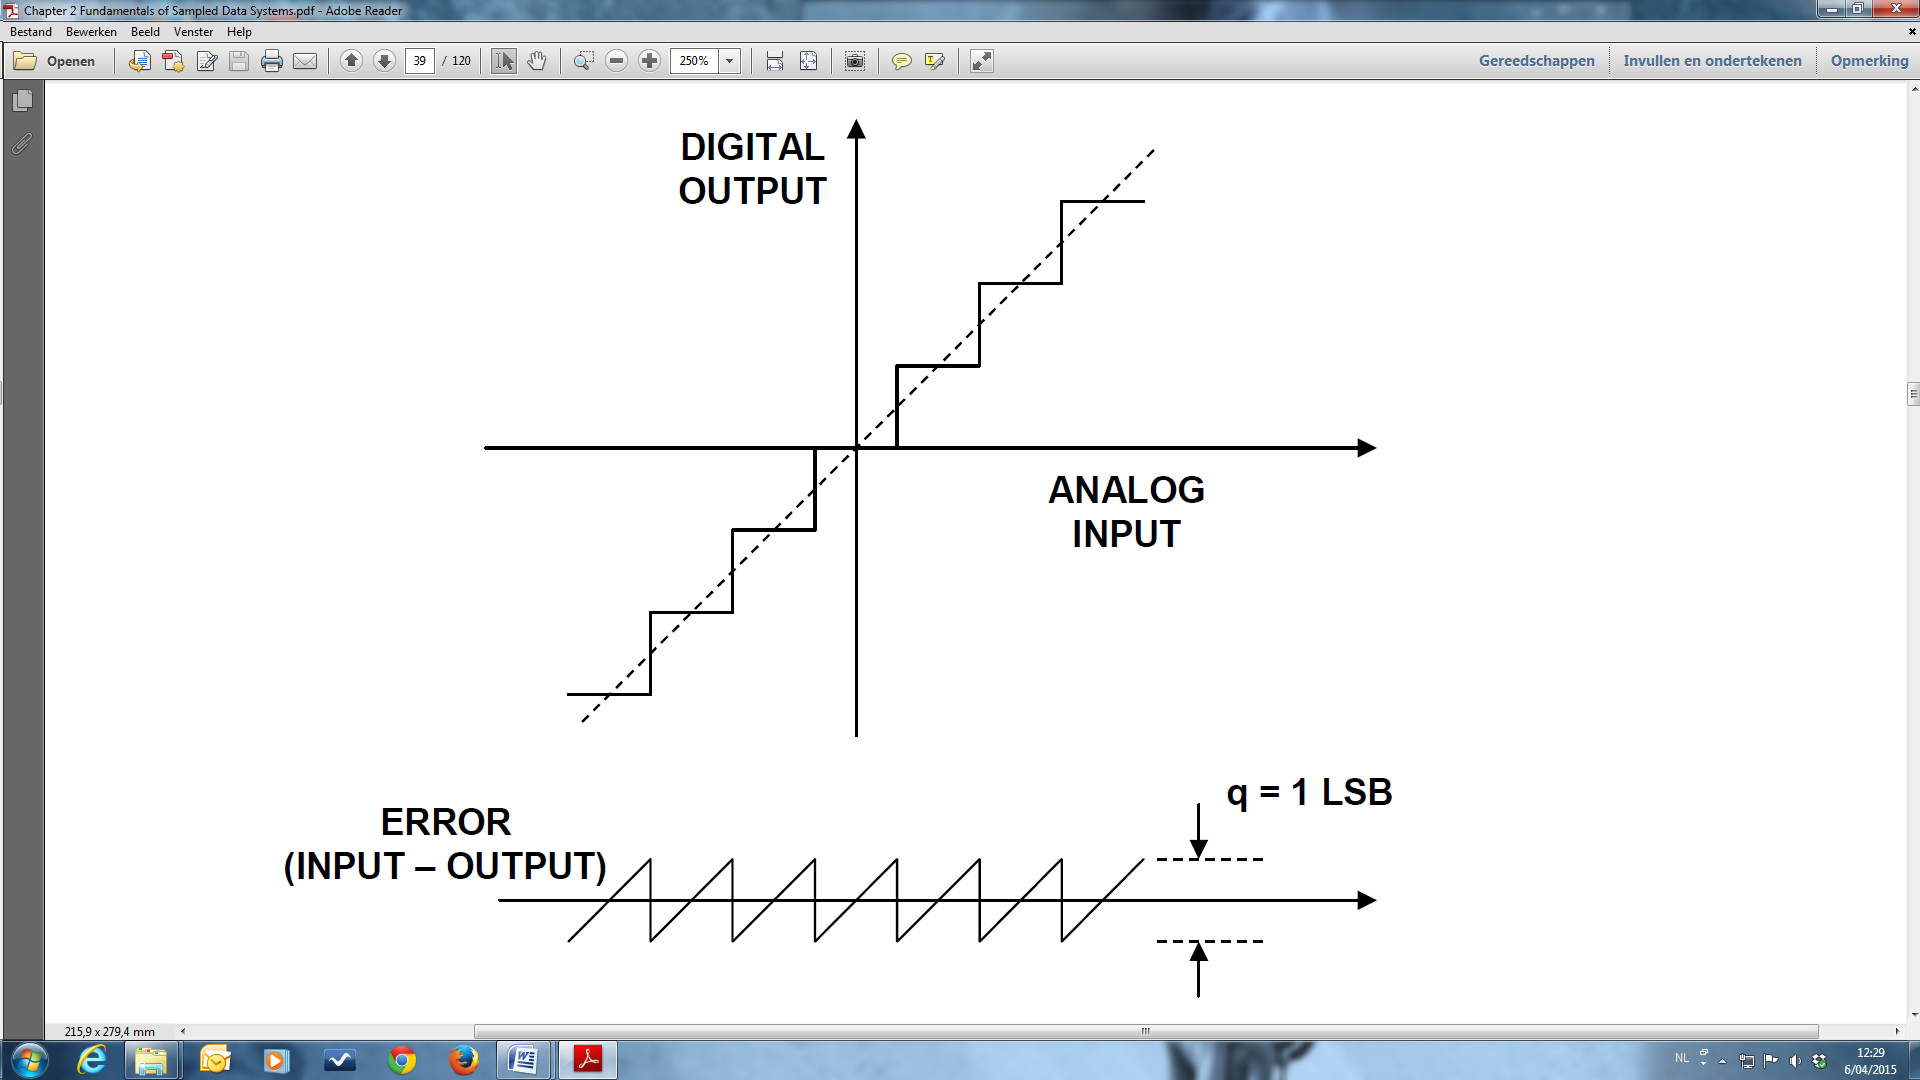 Chapter 2 Fundamentals of Sampled Data Systems.pdf - Adobe Reader
Bestand Bewerken Beeld Venster Help
Openen 39 / 120 250% Gereedschappen Invullen en ondertekenen Opmerking
DIGITAL
OUTPUT
ANALOG
INPUT
q = 1 LSB
ERROR
(INPUT – OUTPUT)
215,9 x 279,4 mm
NL
12:29
6/04/2015